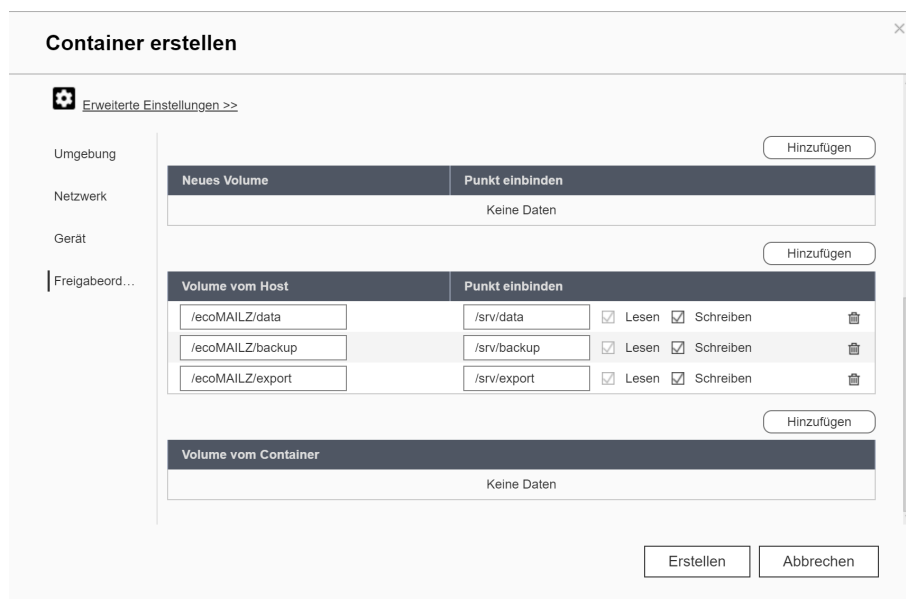 Container erstellen
Erweiterte Einstellungen >>
Umgebung
Netzwerk
Gerät
Freigabeord...
Hinzufügen
Neues Volume Punkt einbinden
Keine Daten
Hinzufügen
Volume vom Host Punkt einbinden
/ecoMAILZ/data /srv/data Lesen Schreiben
/ecoMAILZ/backup /srv/backup Lesen Schreiben
/ecoMAILZ/export /srv/export Lesen Schreiben
Hinzufügen
Volume vom Container
Keine Daten
Erstellen Abbrechen